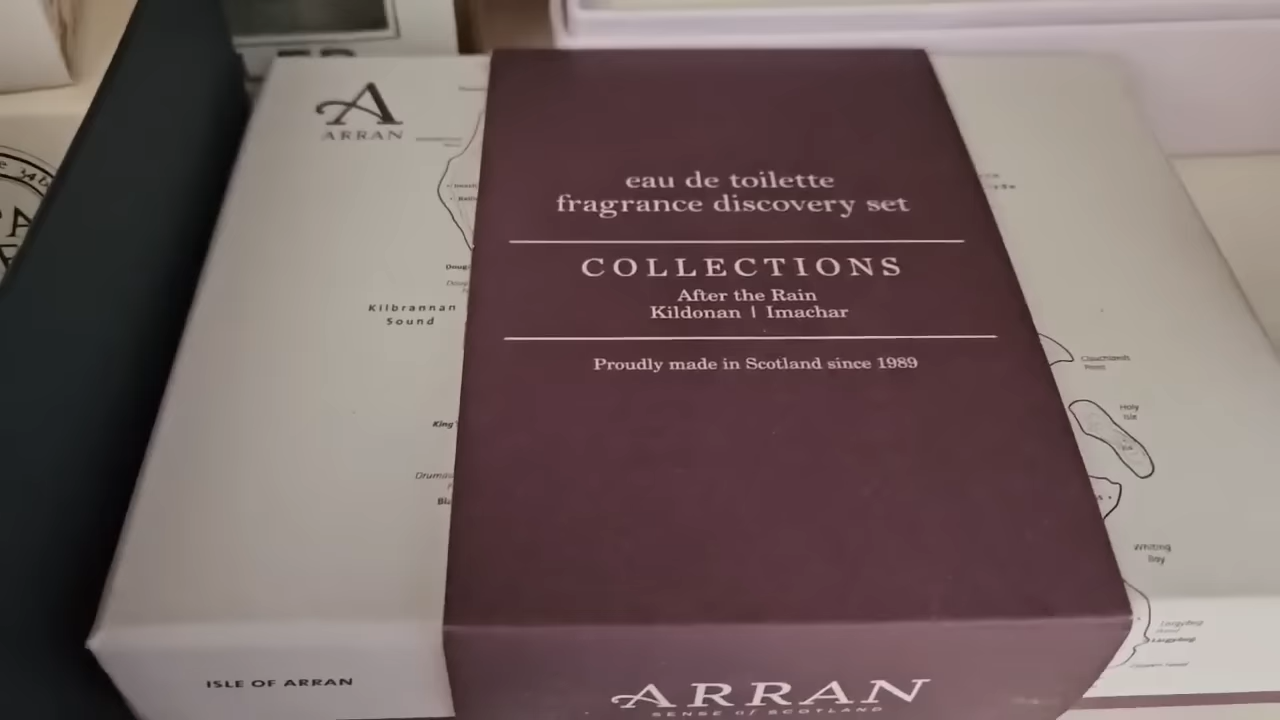 ARRAN
eau de toilette
fragrance discovery set
COLLECTIONS
After the Rain
Kildonan | Imachar
Proudly made in Scotland since 1989
Kilbrannan
Sound
Holy
Isle
Whiting
Bay
ISLE OF ARRAN
ARRAN
SENSE of SCOTLAND